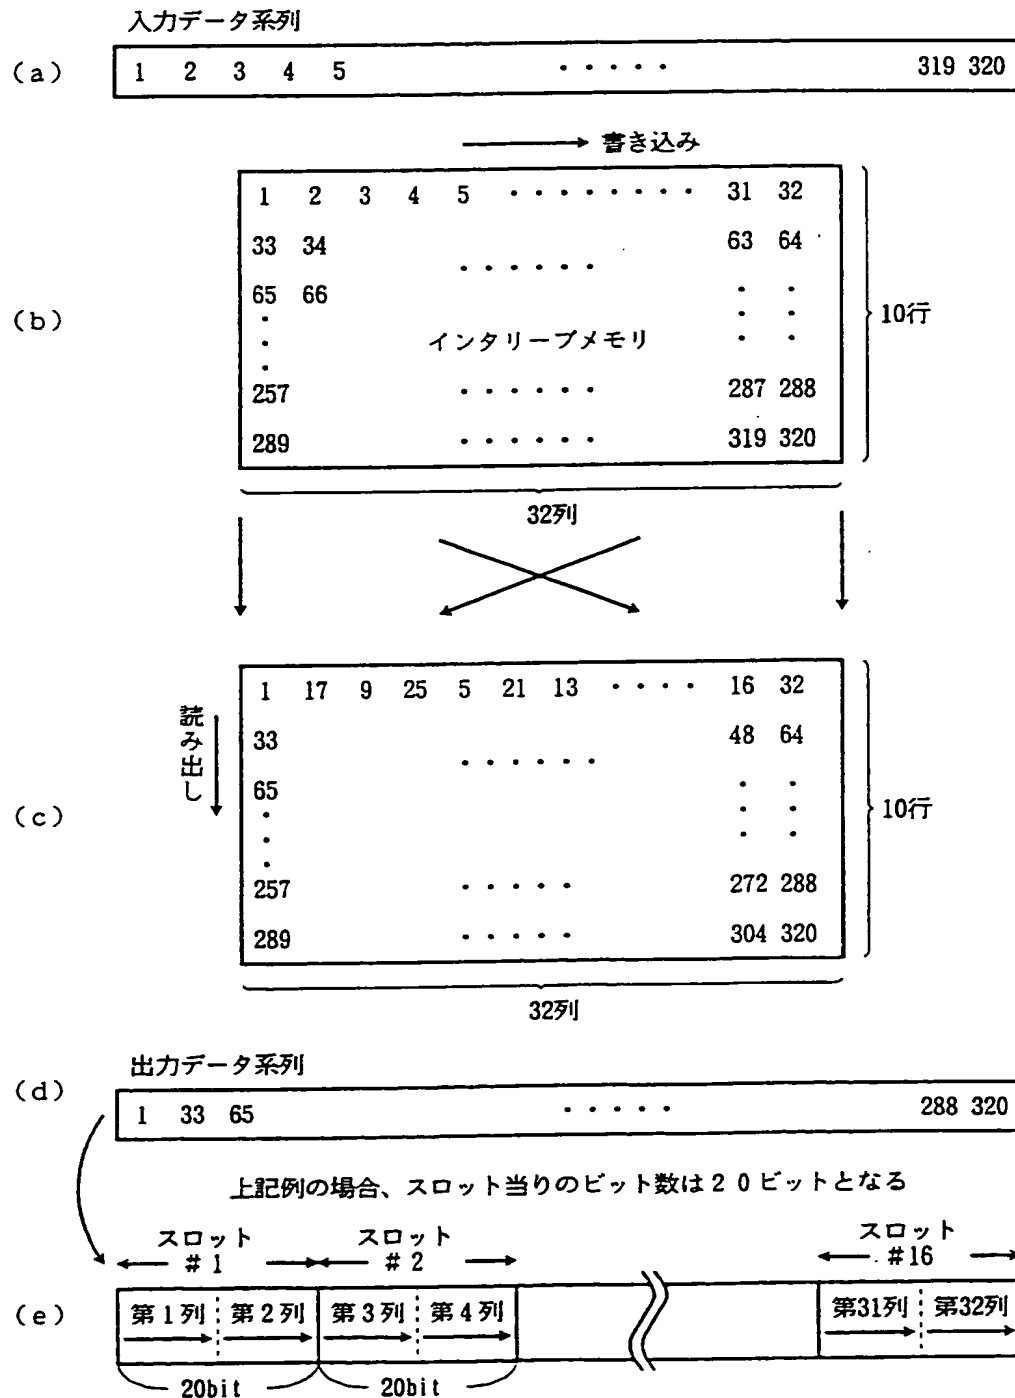 入力データ系列
(a) 1 2 3 4 5 ····· 319 320
書き込み
1 2 3 4 5 ········ 31 32
33 34 ······ 63 64
65 66
(b) インタリーブメモリ 10行
257 ······ 287 288
289 ······ 319 320
32列
1 17 9 25 5 21 13 ···· 16 32
読み出し
33 ······ 48 64
65
(c) 10行
257 ····· 272 288
289 ····· 304 320
32列
出力データ系列
(d) 1 33 65 ····· 288 320
上記例の場合、スロット当りのビット数は20ビットとなる
スロット #1 スロット #2 スロット #16
(e) 第1列 第2列 第3列 第4列 第31列 第32列
20bit 20bit